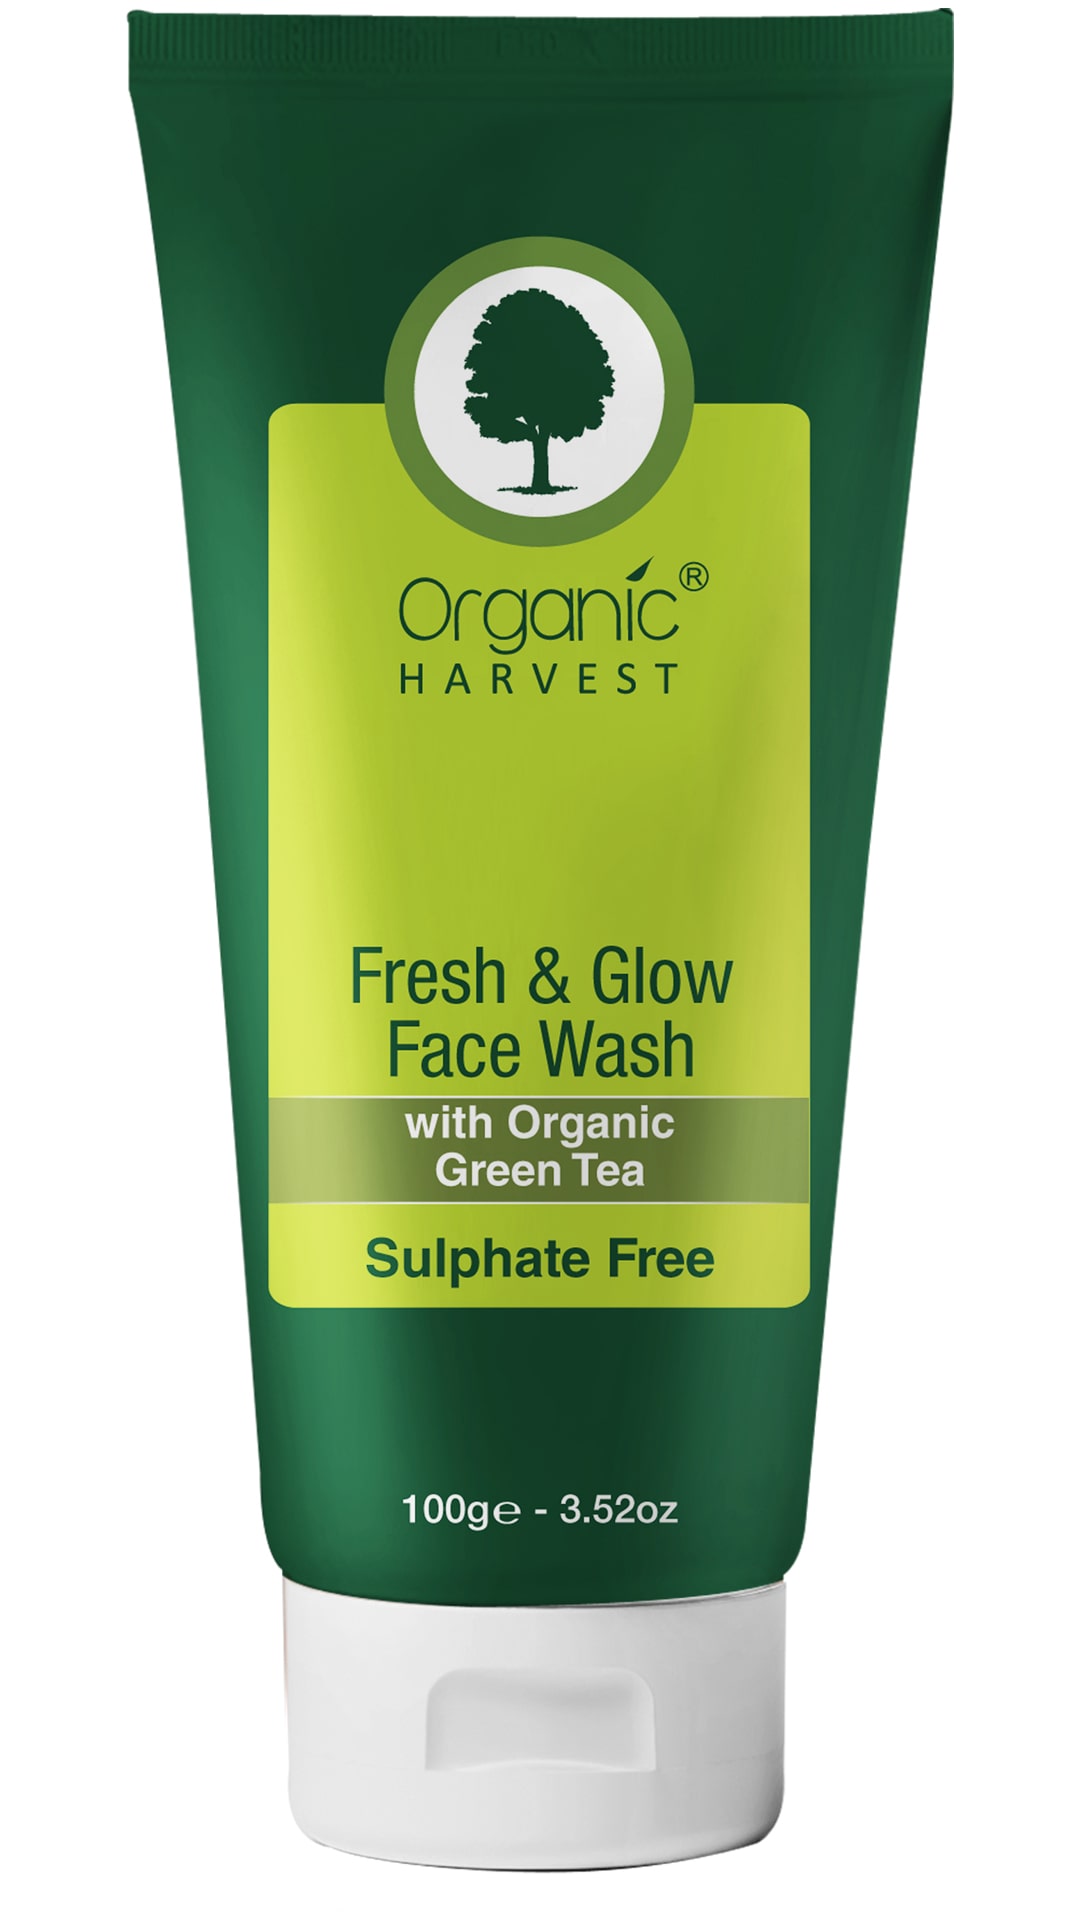 Organic®
HARVEST
Fresh & Glow
Face Wash
with Organic
Green Tea
Sulphate Free
100g℮ - 3.52oz